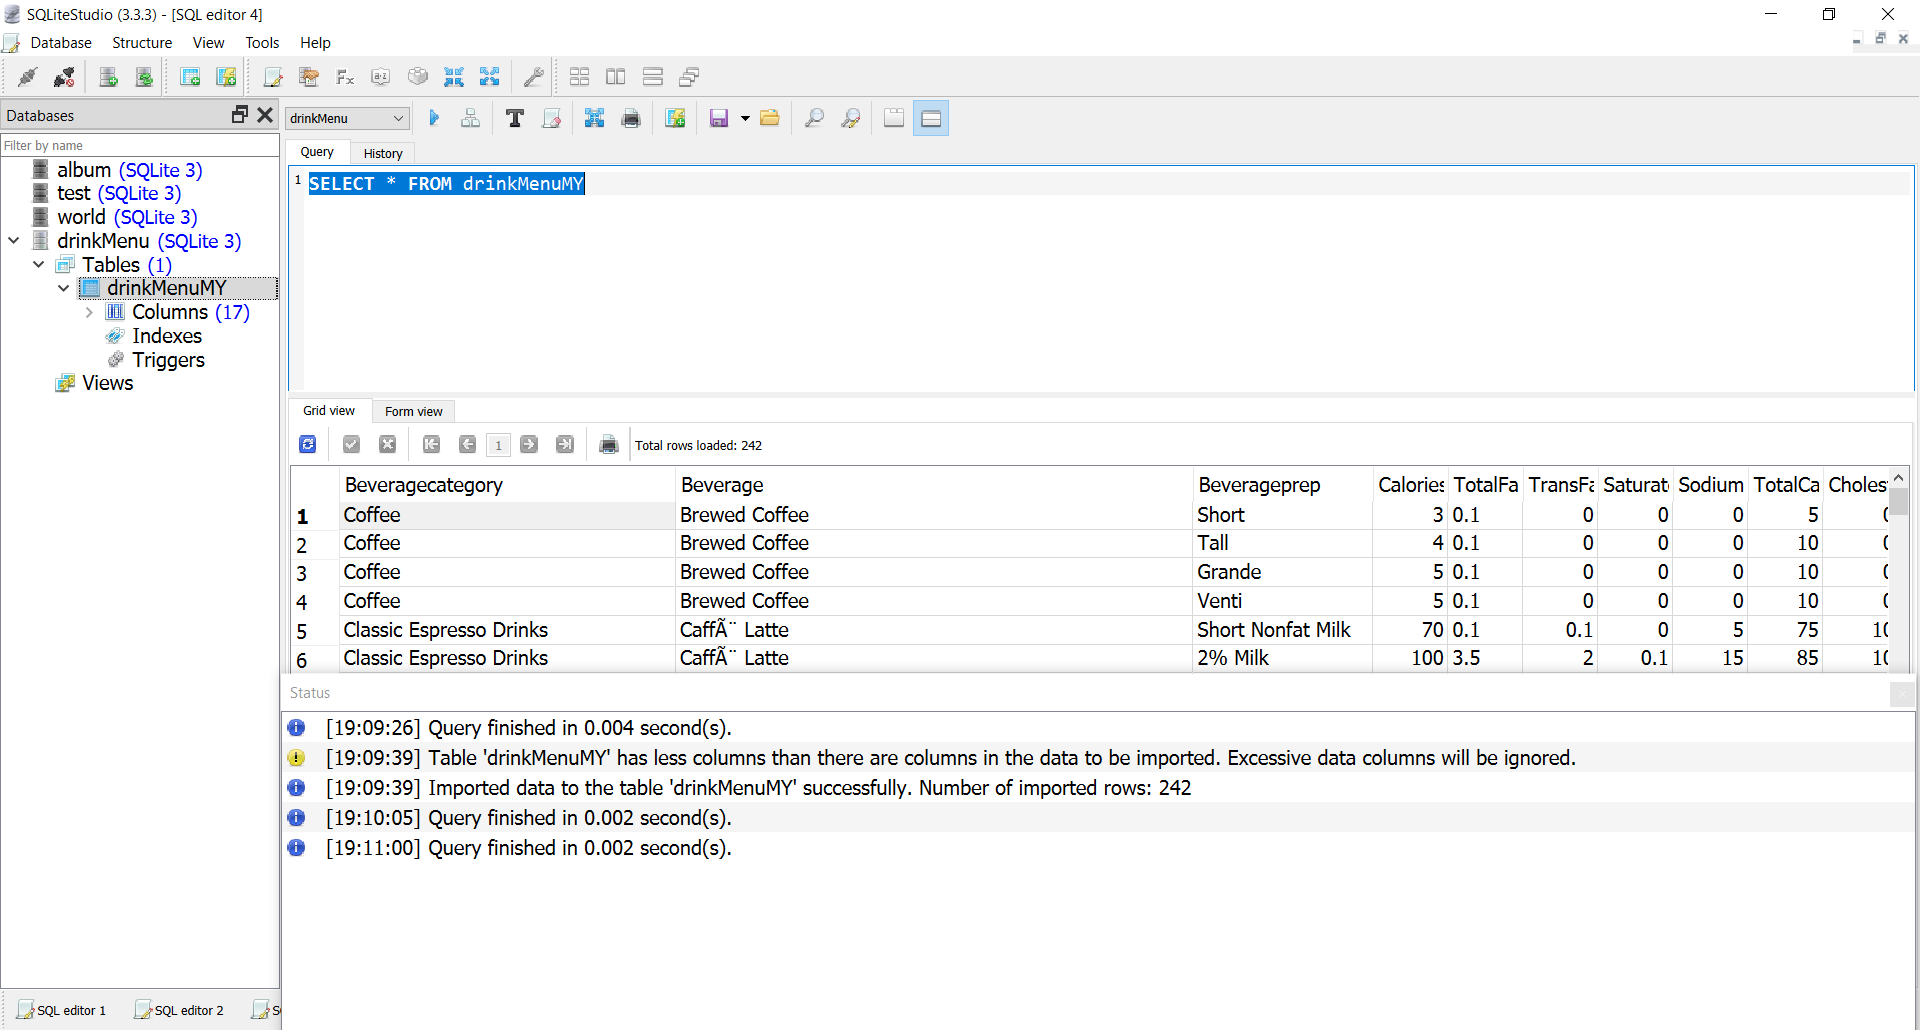 SQLiteStudio (3.3.3) - [SQL editor 4]
Database Structure View Tools Help
Databases
Filter by name
album (SQLite 3)
test (SQLite 3)
world (SQLite 3)
drinkMenu (SQLite 3)
Tables (1)
drinkMenuMY
Columns (17)
Indexes
Triggers
Views
drinkMenu
Query History
1 SELECT * FROM drinkMenuMY
Grid view Form view
1 Total rows loaded: 242
Beveragecategory Beverage Beverageprep Calories TotalFa TransFa Saturat Sodium TotalCa Choles
1 Coffee Brewed Coffee Short 3 0.1 0 0 0 5 0
2 Coffee Brewed Coffee Tall 4 0.1 0 0 0 10 0
3 Coffee Brewed Coffee Grande 5 0.1 0 0 0 10 0
4 Coffee Brewed Coffee Venti 5 0.1 0 0 0 10 0
5 Classic Espresso Drinks CaffÃ¨ Latte Short Nonfat Milk 70 0.1 0.1 0 5 75 10
6 Classic Espresso Drinks CaffÃ¨ Latte 2% Milk 100 3.5 2 0.1 15 85 10
Status
[19:09:26] Query finished in 0.004 second(s).
[19:09:39] Table 'drinkMenuMY' has less columns than there are columns in the data to be imported. Excessive data columns will be ignored.
[19:09:39] Imported data to the table 'drinkMenuMY' successfully. Number of imported rows: 242
[19:10:05] Query finished in 0.002 second(s).
[19:11:00] Query finished in 0.002 second(s).
SQL editor 1 SQL editor 2 S